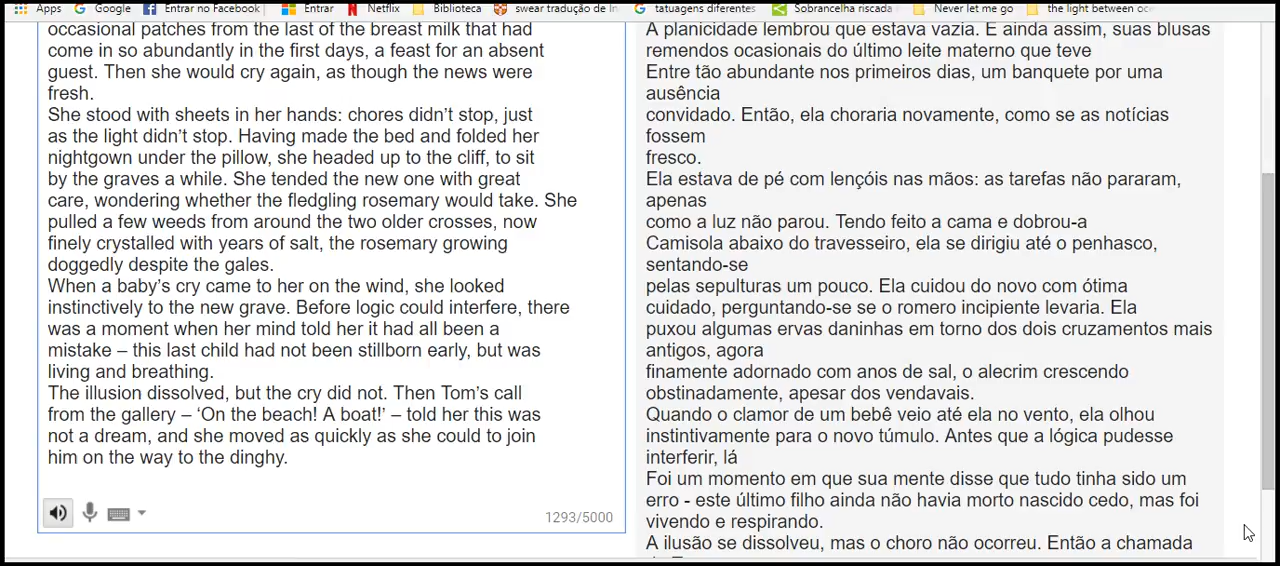 Apps Google Entrar no Facebook Entrar Netflix Biblioteca swear tradução de In tatuagens diferentes Sobrancelha riscada Never let me go the light between oce
occasional patches from the last of the breast milk that had
come in so abundantly in the first days, a feast for an absent
guest. Then she would cry again, as though the news were
fresh.
She stood with sheets in her hands: chores didn’t stop, just
as the light didn’t stop. Having made the bed and folded her
nightgown under the pillow, she headed up to the cliff, to sit
by the graves a while. She tended the new one with great
care, wondering whether the fledgling rosemary would take. She
pulled a few weeds from around the two older crosses, now
finely crystalled with years of salt, the rosemary growing
doggedly despite the gales.
When a baby’s cry came to her on the wind, she looked
instinctively to the new grave. Before logic could interfere, there
was a moment when her mind told her it had all been a
mistake – this last child had not been stillborn early, but was
living and breathing.
The illusion dissolved, but the cry did not. Then Tom’s call
from the gallery – ‘On the beach! A boat!’ – told her this was
not a dream, and she moved as quickly as she could to join
him on the way to the dinghy.
1293/5000
A planicidade lembrou que estava vazia. E ainda assim, suas blusas
remendos ocasionais do último leite materno que teve
Entre tão abundante nos primeiros dias, um banquete por uma
ausência
convidado. Então, ela choraria novamente, como se as notícias
fossem
fresco.
Ela estava de pé com lençóis nas mãos: as tarefas não pararam,
apenas
como a luz não parou. Tendo feito a cama e dobrou-a
Camisola abaixo do travesseiro, ela se dirigiu até o penhasco,
sentando-se
pelas sepulturas um pouco. Ela cuidou do novo com ótima
cuidado, perguntando-se se o romero incipiente levaria. Ela
puxou algumas ervas daninhas em torno dos dois cruzamentos mais
antigos, agora
finamente adornado com anos de sal, o alecrim crescendo
obstinadamente, apesar dos vendavais.
Quando o clamor de um bebê veio até ela no vento, ela olhou
instintivamente para o novo túmulo. Antes que a lógica pudesse
interferir, lá
Foi um momento em que sua mente disse que tudo tinha sido um
erro - este último filho ainda não havia morto nascido cedo, mas foi
vivendo e respirando.
A ilusão se dissolveu, mas o choro não ocorreu. Então a chamada